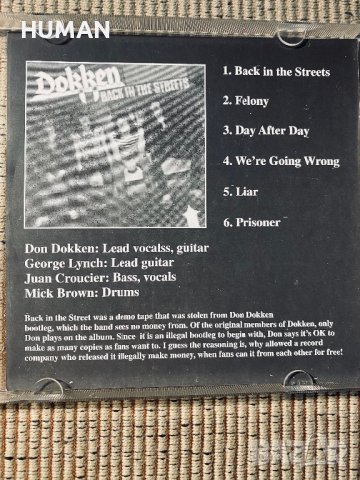 HUMAN
Dokken
BACK IN THE STREETS
1. Back in the Streets
2. Felony
3. Day After Day
4. We're Going Wrong
5. Liar
6. Prisoner
Don Dokken: Lead vocalss, guitar
George Lynch: Lead guitar
Juan Croucier: Bass, vocals
Mick Brown: Drums
Back in the Street was a demo tape that was stolen from Don Dokken
bootleg, which the band sees no money from. Of the original members of Dokken, only
Don plays on the album. Since it is an illegal bootleg to begin with, Don says it's OK to
make as many copies as fans want to. I guess the reasoning is, why allowed a record
company who released it illegally make money, when fans can it from each other for free!